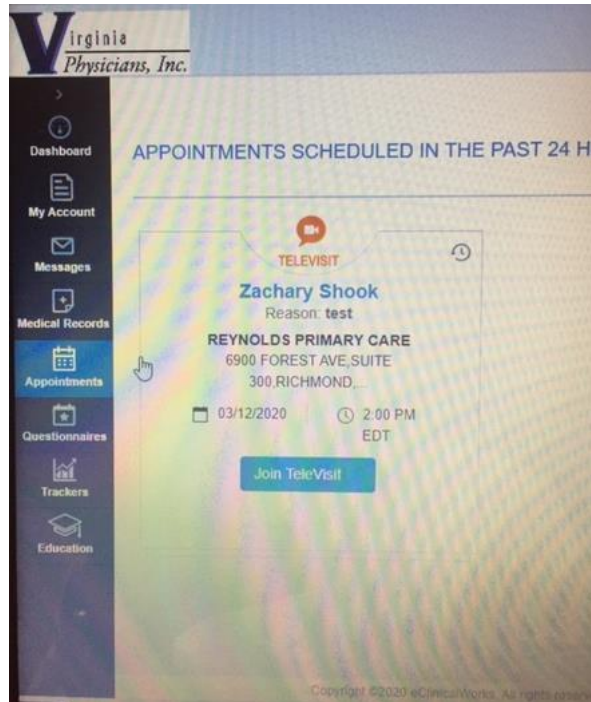 Virginia
Physicians, Inc.
Dashboard
My Account
Messages
Medical Records
Appointments
Questionnaires
Trackers
Education
APPOINTMENTS SCHEDULED IN THE PAST 24 H
TELEVISIT
Zachary Shook
Reason: test
REYNOLDS PRIMARY CARE
6900 FOREST AVE,SUITE
300,RICHMOND,...
03/12/2020
2:00 PM
EDT
Join TeleVisit
Copyright ©2020 eClinicalWorks. All rights reserv